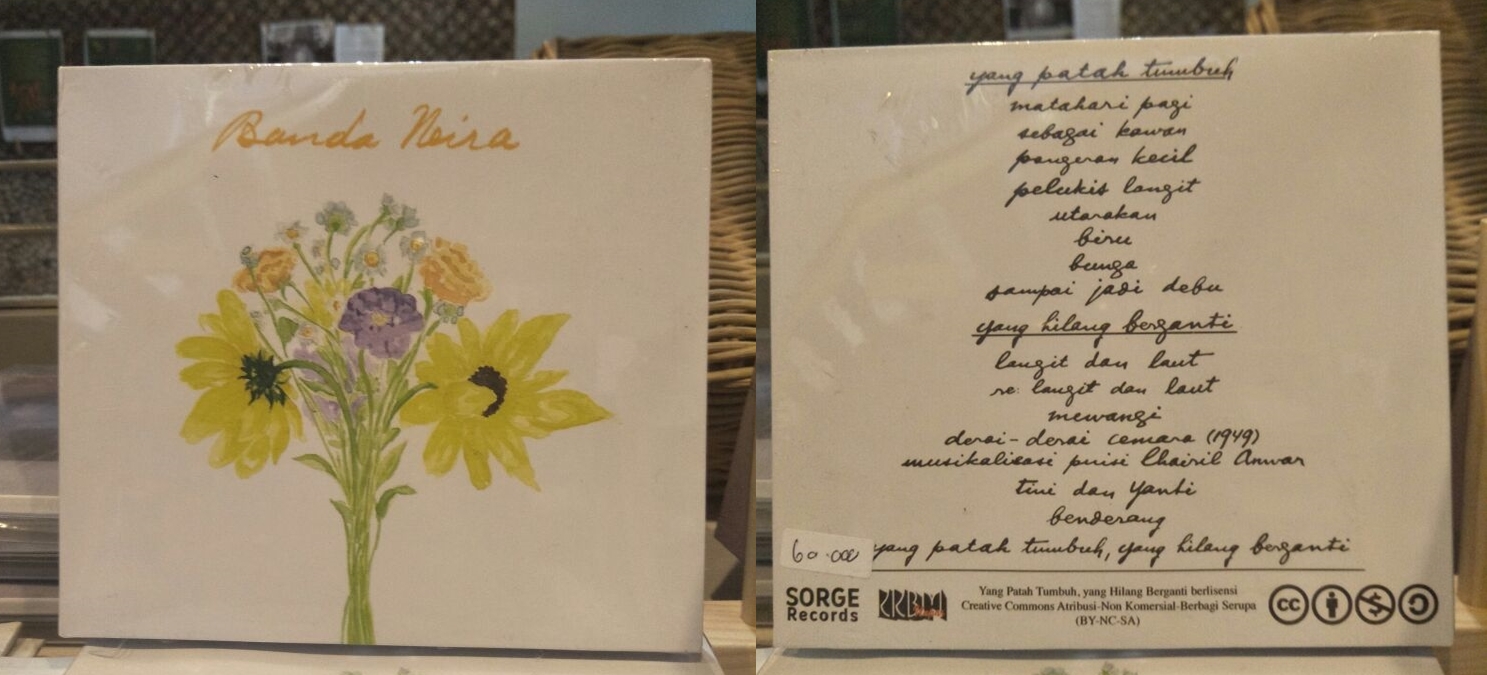 Banda Neira
yang patah tumbuh
matahari pagi
sebagai kawan
pangeran kecil
pelukis langit
utarakan
biru
bunga
sampai jadi debu
yang hilang berganti
langit dan laut
re: langit dan laut
mewangi
derai-derai cemara (1949)
musikalisasi puisi Chairil Anwar
tini dan Yanti
benderang
yang patah tumbuh, yang hilang berganti
60.000
SORGE
Records
Yang Patah Tumbuh, yang Hilang Berganti berlisensi
Creative Commons Atribusi-Non Komersial-Berbagi Serupa
(BY-NC-SA)
cc